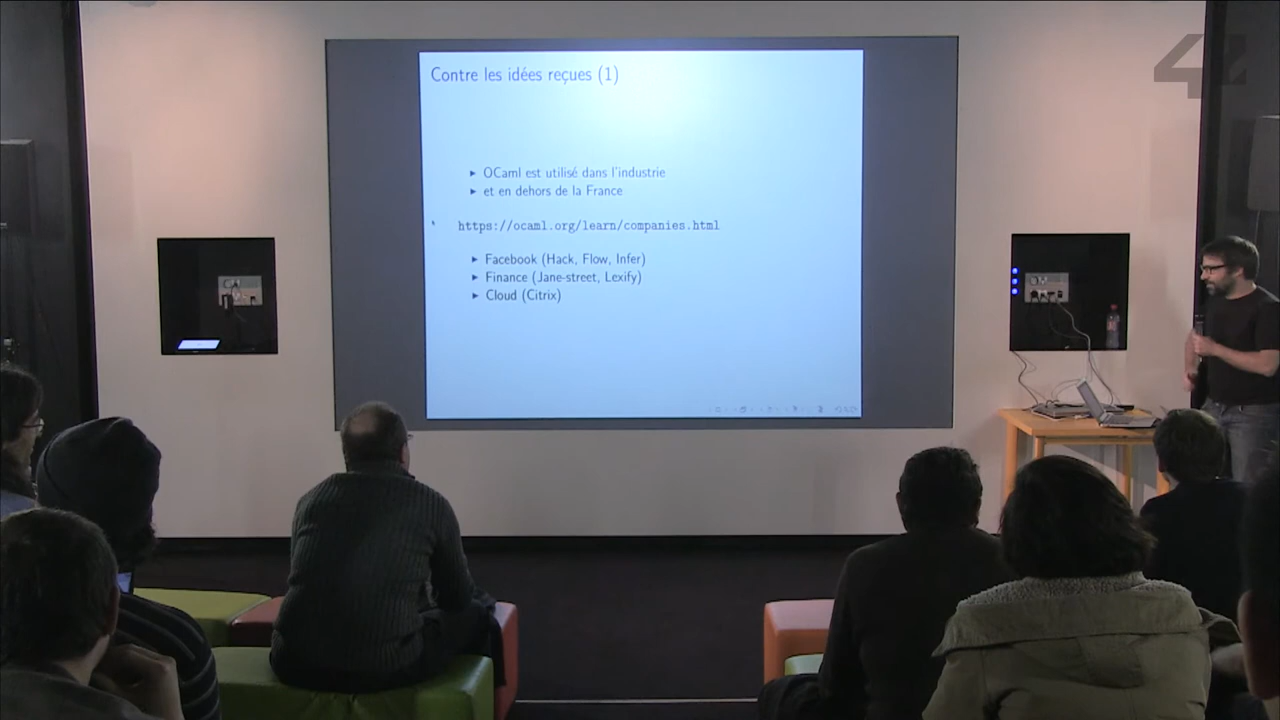 Contre les idées reçues (1)
42
▸ OCaml est utilisé dans l'industrie
▸ et en dehors de la France
https://ocaml.org/learn/companies.html
▸ Facebook (Hack, Flow, Infer)
▸ Finance (Jane-street, Lexify)
▸ Cloud (Citrix)